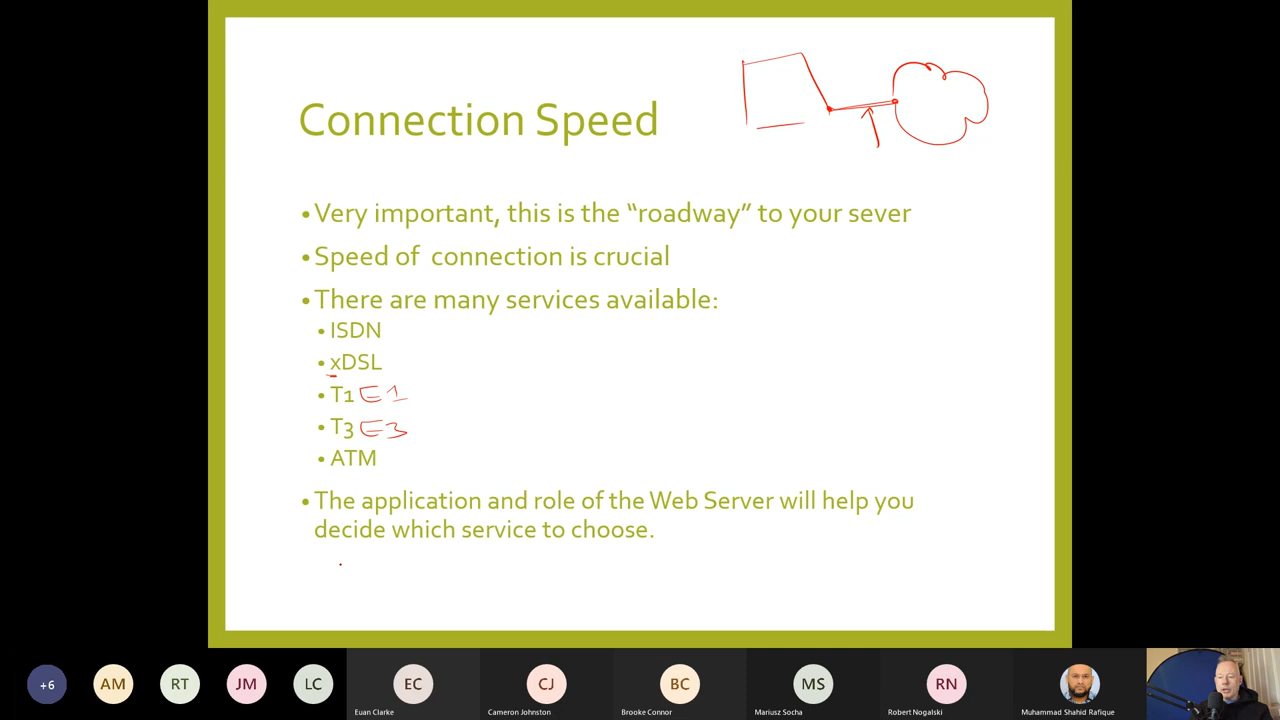 Connection Speed
•Very important, this is the “roadway” to your sever
•Speed of connection is crucial
•There are many services available:
•ISDN
•xDSL
•T1 E1
•T3 E3
•ATM
•The application and role of the Web Server will help you
decide which service to choose.
+6 AM RT JM LC EC CJ BC MS RN
Euan Clarke Cameron Johnston Brooke Connor Mariusz Socha Robert Nogalski Muhammad Shahid Rafique